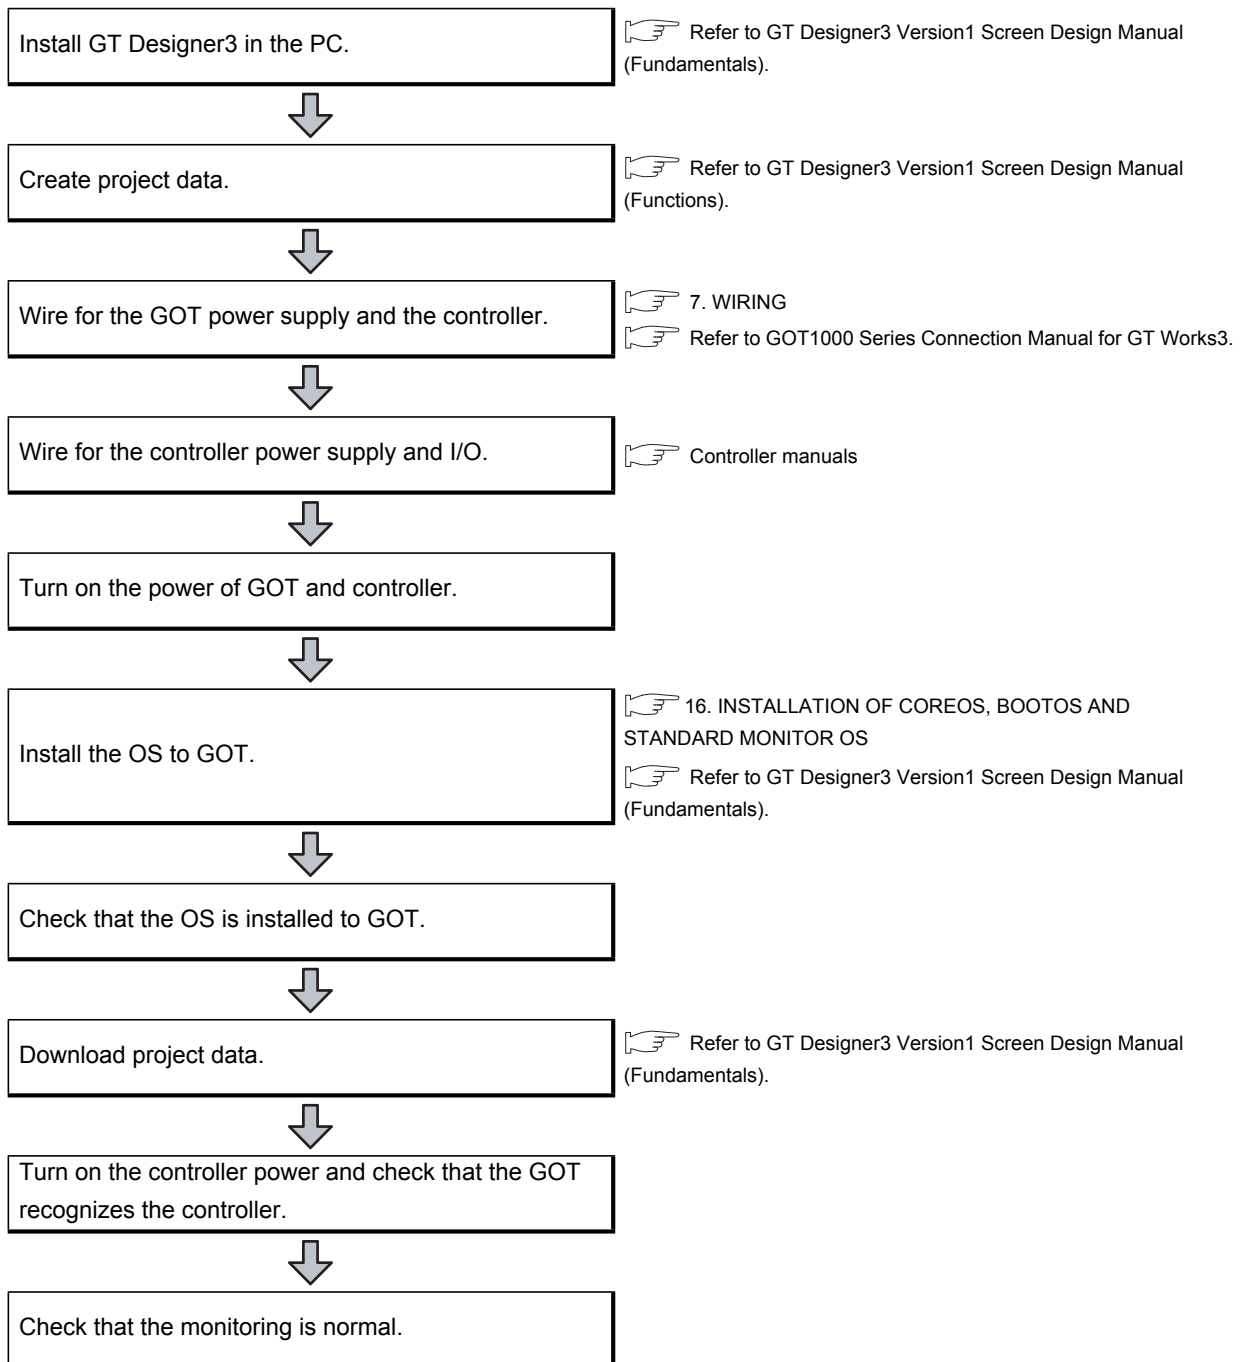 Install GT Designer3 in the PC.
Refer to GT Designer3 Version1 Screen Design Manual
(Fundamentals).
Create project data.
Refer to GT Designer3 Version1 Screen Design Manual
(Functions).
Wire for the GOT power supply and the controller.
7. WIRING
Refer to GOT1000 Series Connection Manual for GT Works3.
Wire for the controller power supply and I/O.
Controller manuals
Turn on the power of GOT and controller.
Install the OS to GOT.
16. INSTALLATION OF COREOS, BOOTOS AND
STANDARD MONITOR OS
Refer to GT Designer3 Version1 Screen Design Manual
(Fundamentals).
Check that the OS is installed to GOT.
Download project data.
Refer to GT Designer3 Version1 Screen Design Manual
(Fundamentals).
Turn on the controller power and check that the GOT
recognizes the controller.
Check that the monitoring is normal.